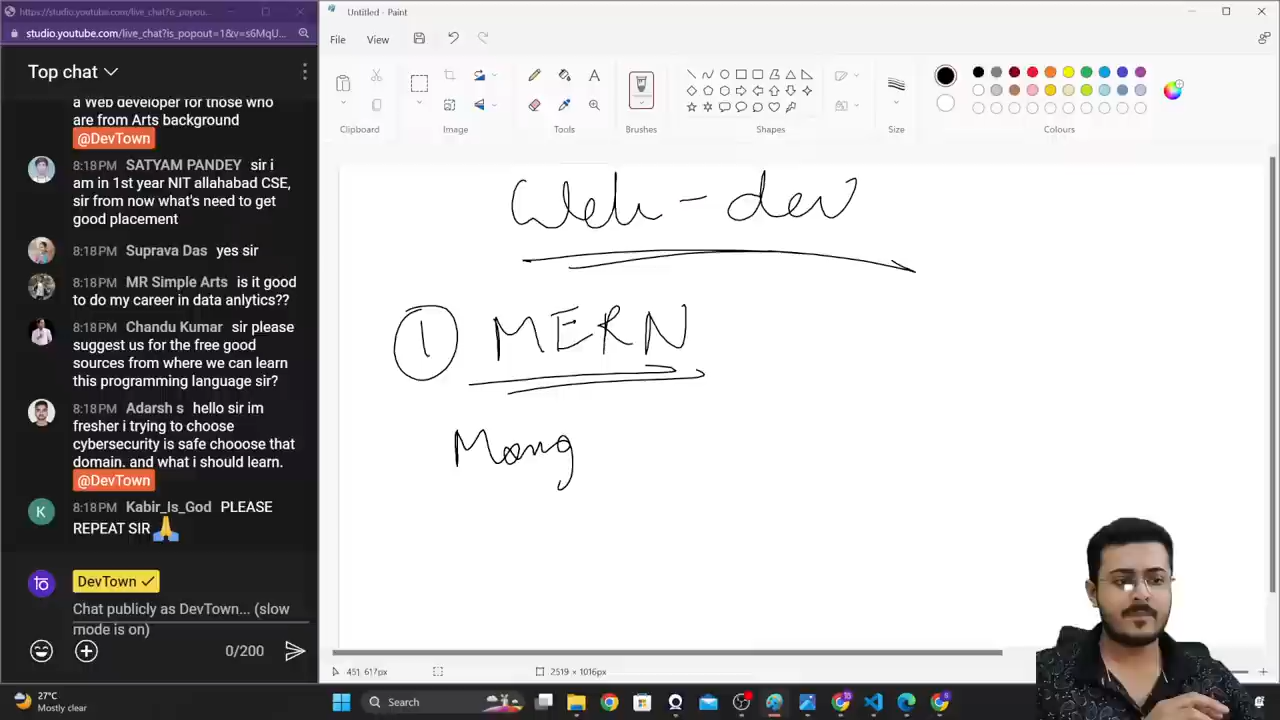 https://studio.youtube.com/live_chat?is_popou...
studio.youtube.com/live_chat?is_popout=1&v=s6MqU...
Top chat
a Web developer for those who
are from Arts background
@DevTown
8:18PM SATYAM PANDEY sir i
am in 1st year NIT allahabad CSE,
sir from now what's need to get
good placement
8:18PM Suprava Das yes sir
8:18PM MR Simple Arts is it good
to do my career in data anlytics??
8:18PM Chandu Kumar sir please
suggest us for the free good
sources from where we can learn
this programming language sir?
8:18PM Adarsh s hello sir im
fresher i trying to choose
cybersecurity is safe chooose that
domain. and what i should learn.
@DevTown
K
8:18PM Kabir_Is_God PLEASE
REPEAT SIR 🙏
DevTown
Chat publicly as DevTown... (slow
mode is on)
0/200
Untitled - Paint
File View
Clipboard
Image
Tools
Brushes
Shapes
Size
Colours
Web-dev
1 MERN
Mong
451, 617px
2519 × 1016px
27°C
Mostly clear
Search